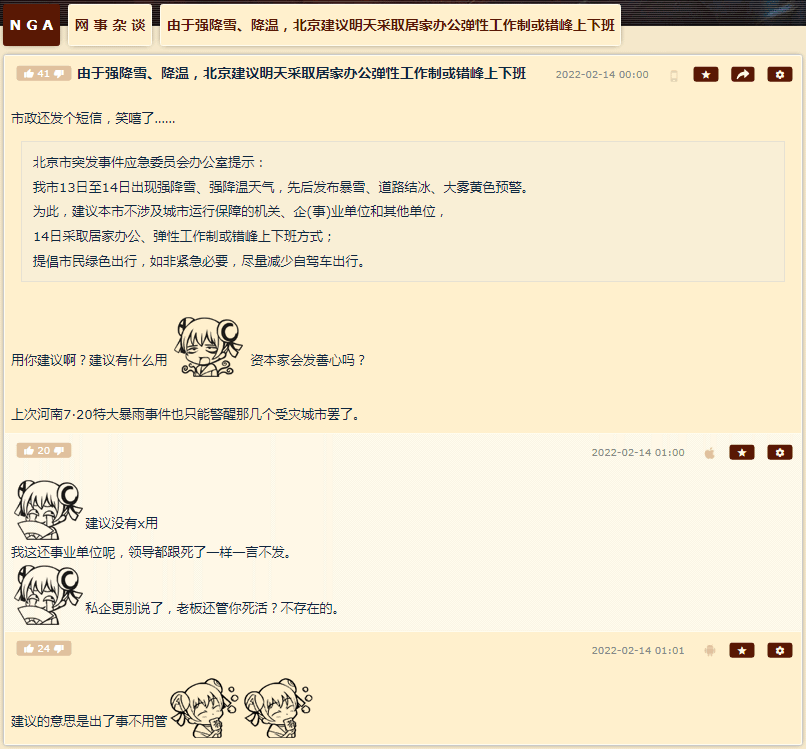 NGA 网事杂谈 由于强降雪、降温，北京建议明天采取居家办公弹性工作制或错峰上下班
41 由于强降雪、降温，北京建议明天采取居家办公弹性工作制或错峰上下班 2022-02-14 00:00
市政还发个短信，笑嘻了……
北京市突发事件应急委员会办公室提示：
我市13日至14日出现强降雪、强降温天气，先后发布暴雪、道路结冰、大雾黄色预警。
为此，建议本市不涉及城市运行保障的机关、企(事)业单位和其他单位，
14日采取居家办公、弹性工作制或错峰上下班方式；
提倡市民绿色出行，如非紧急必要，尽量减少自驾车出行。
用你建议啊？建议有什么用 资本家会发善心吗？
上次河南7·20特大暴雨事件也只能警醒那几个受灾城市罢了。
20 2022-02-14 01:00
建议没有x用
我这还事业单位呢，领导都跟死了一样一言不发。
私企更别说了，老板还管你死活？不存在的。
24 2022-02-14 01:01
建议的意思是出了事不用管